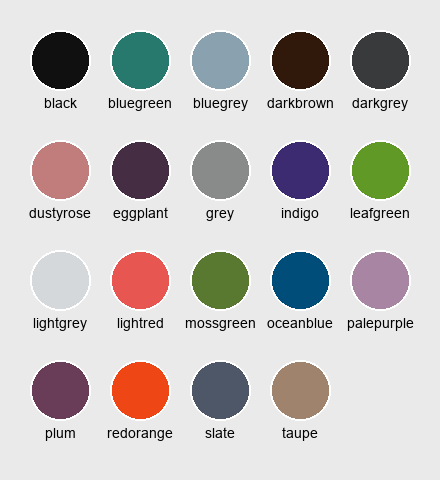 black bluegreen bluegrey darkbrown darkgrey
dustyrose eggplant grey indigo leafgreen
lightgrey lightred mossgreen oceanblue palepurple
plum redorange slate taupe